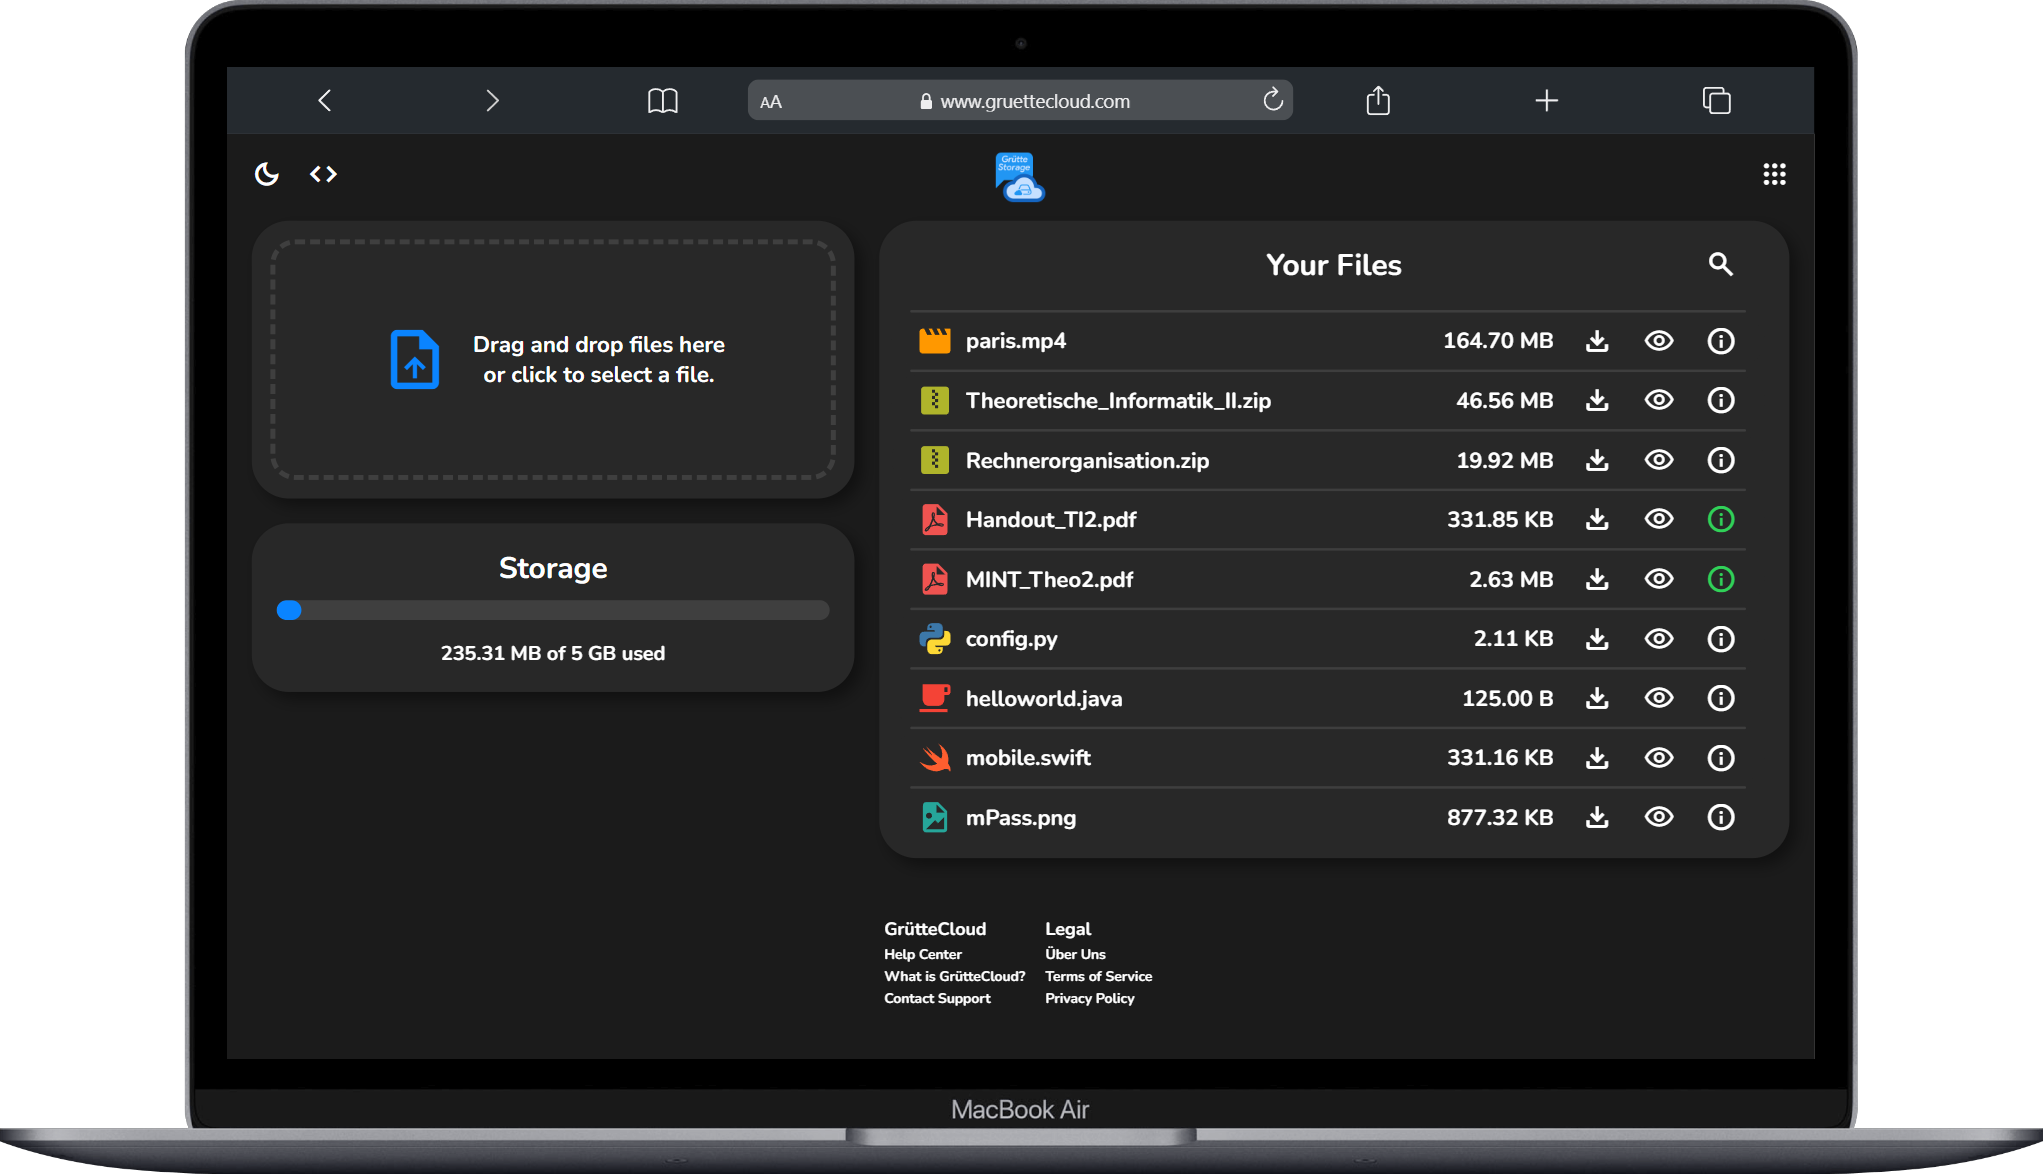 AA
www.gruettecloud.com
Grütte
Storage
Drag and drop files here
or click to select a file.
Storage
235.31 MB of 5 GB used
Your Files
paris.mp4 164.70 MB
Theoretische_Informatik_II.zip 46.56 MB
Rechnerorganisation.zip 19.92 MB
Handout_TI2.pdf 331.85 KB
MINT_Theo2.pdf 2.63 MB
config.py 2.11 KB
helloworld.java 125.00 B
mobile.swift 331.16 KB
mPass.png 877.32 KB
GrütteCloud
Help Center
What is GrütteCloud?
Contact Support
Legal
Über Uns
Terms of Service
Privacy Policy
MacBook Air